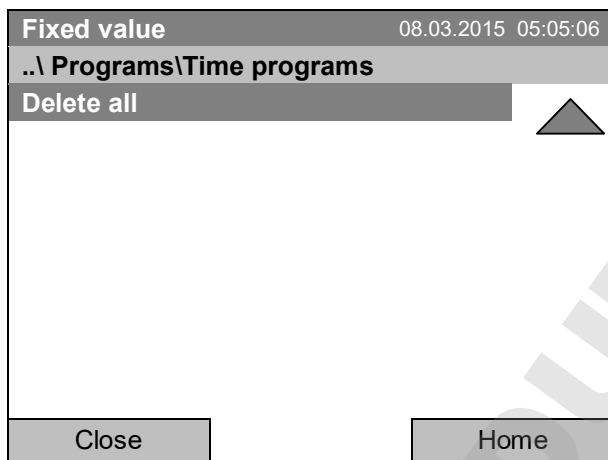 Fixed value 08.03.2015 05:05:06
..\ Programs\Time programs
Delete all
Close Home